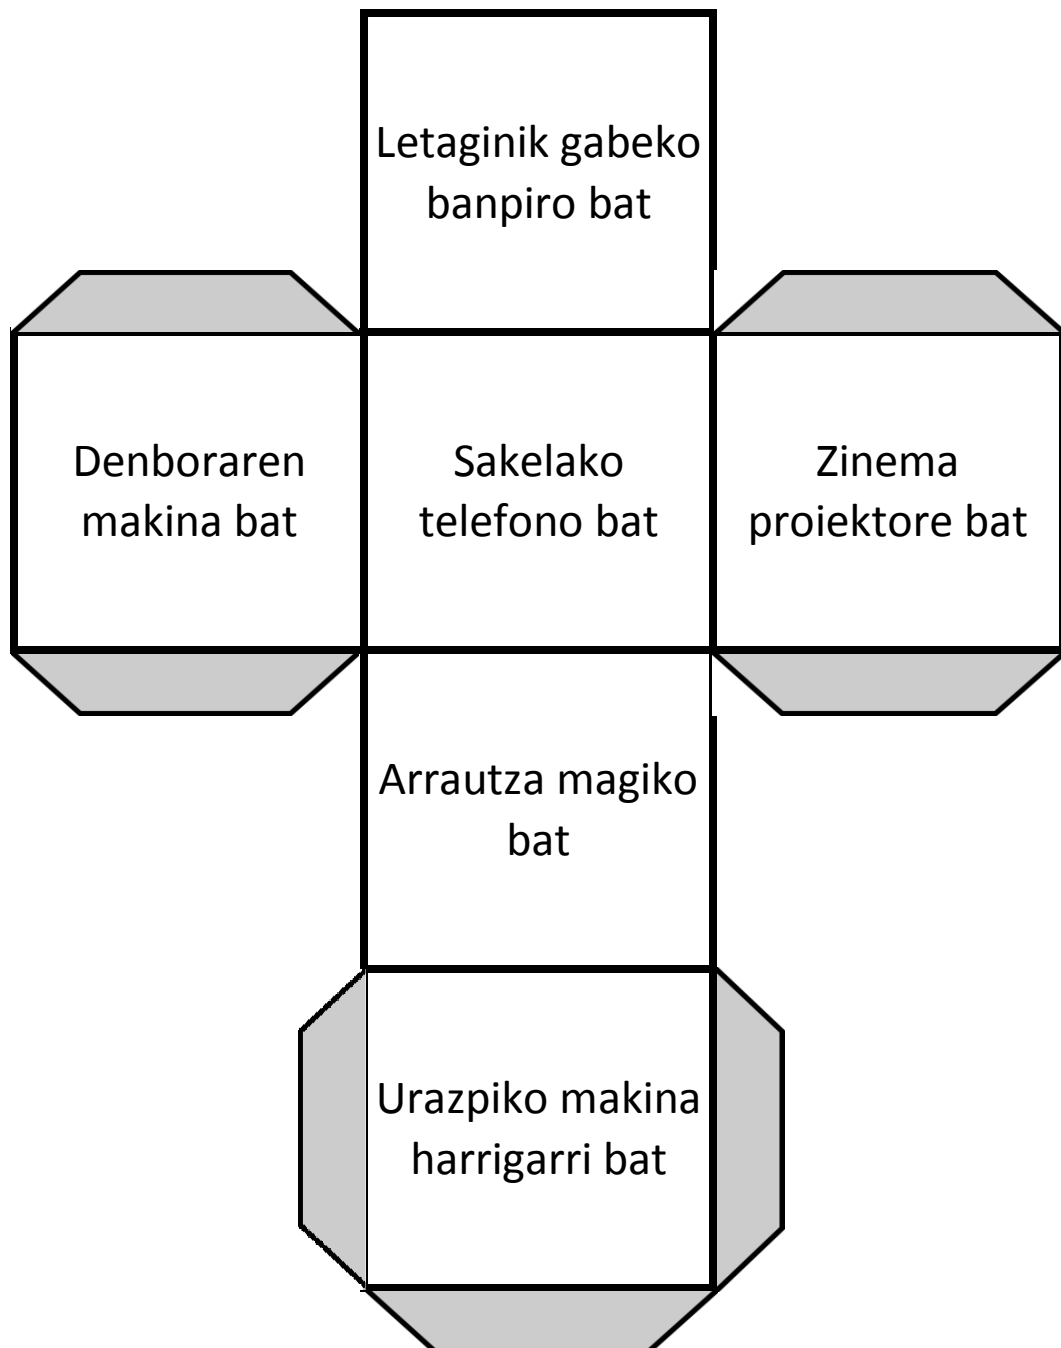 Letaginik gabeko
banpiro bat
Denboraren
makina bat
Sakelako
telefono bat
Zinema
proiektore bat
Arrautza magiko
bat
Urazpiko makina
harrigarri bat